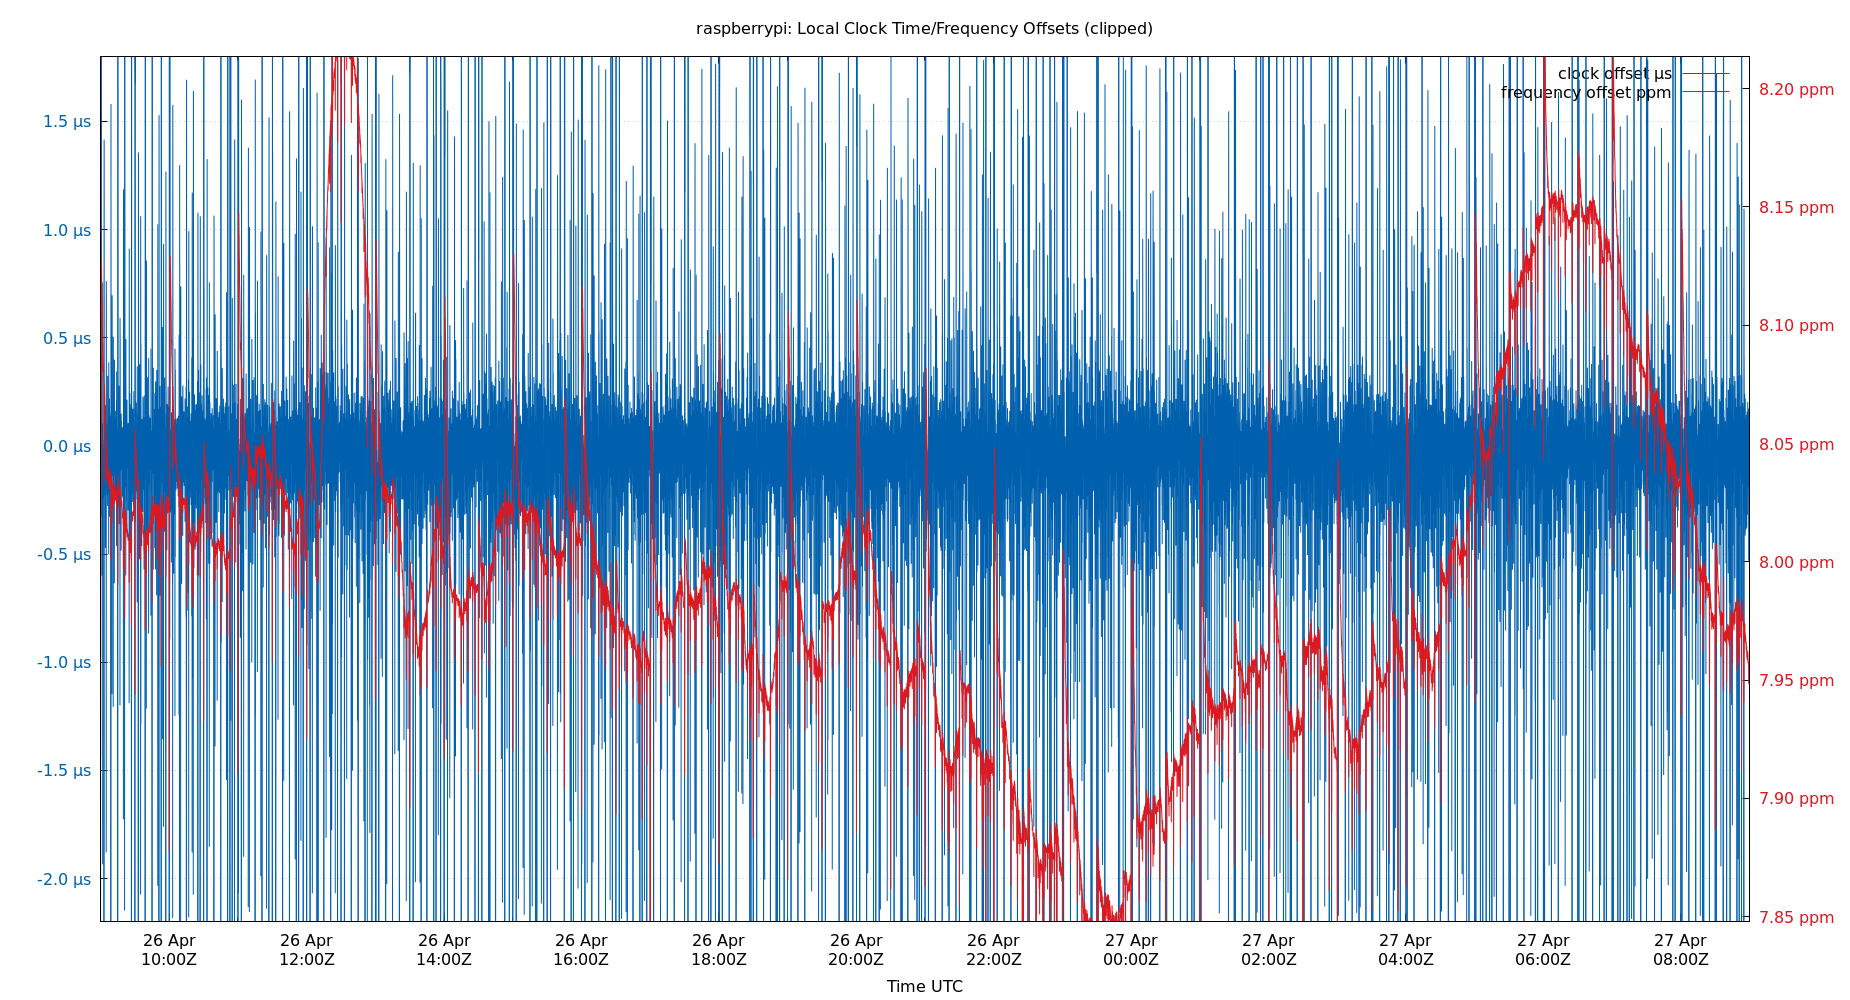 raspberrypi: Local Clock Time/Frequency Offsets (clipped)
clock offset µs
frequency offset ppm
1.5 µs
1.0 µs
0.5 µs
0.0 µs
-0.5 µs
-1.0 µs
-1.5 µs
-2.0 µs
8.20 ppm
8.15 ppm
8.10 ppm
8.05 ppm
8.00 ppm
7.95 ppm
7.90 ppm
7.85 ppm
26 Apr 26 Apr 26 Apr 26 Apr 26 Apr 26 Apr 26 Apr 27 Apr 27 Apr 27 Apr 27 Apr 27 Apr
10:00Z 12:00Z 14:00Z 16:00Z 18:00Z 20:00Z 22:00Z 00:00Z 02:00Z 04:00Z 06:00Z 08:00Z
Time UTC